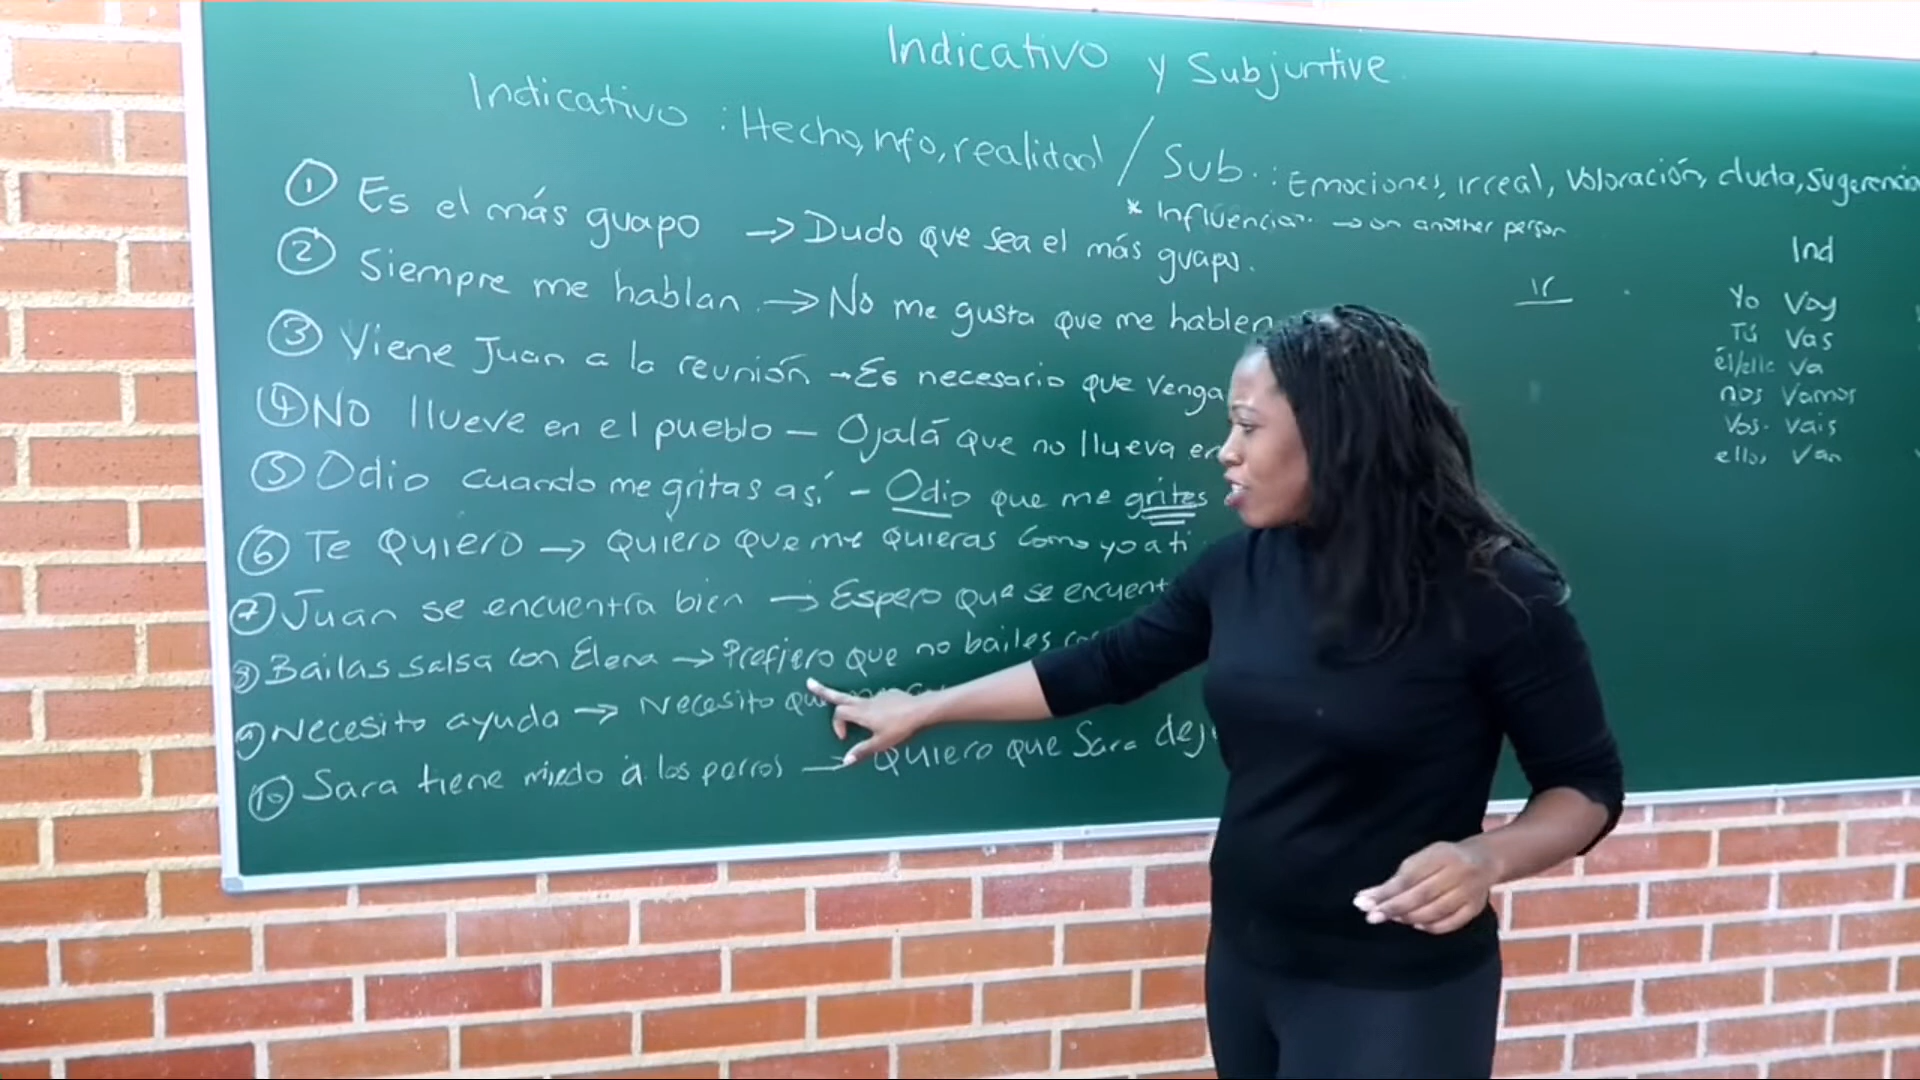 Indicativo y Subjuntive
Indicativo : Hecho, nfo, realidad / Sub. : Emociones, irreal, Valoración, duda, Sugerencia
* Influenciar. → on another person
① Es el más guapo → Dudo que sea el más guapo.
② Siempre me hablan → No me gusta que me hablen
③ Viene Juan a la reunión → Es necesario que venga
④ NO llueve en el pueblo – Ojalá que no llueva en
⑤ Odio cuando me gritas así – Odio que me grites
⑥ Te Quiero → Quiero que me quieras como yo a ti
⑦ Juan se encuentra bien → Espero que se encuent
⑧ Bailas salsa con Elena → Prefiero que no bailes
⑨ Necesito ayuda → Necesito que
⑩ Sara tiene miedo a los perros → Quiero que Sara dej
ir
Ind
Yo Voy
Tú Vas
él/ella va
nos vamos
Vos. vais
ellos van